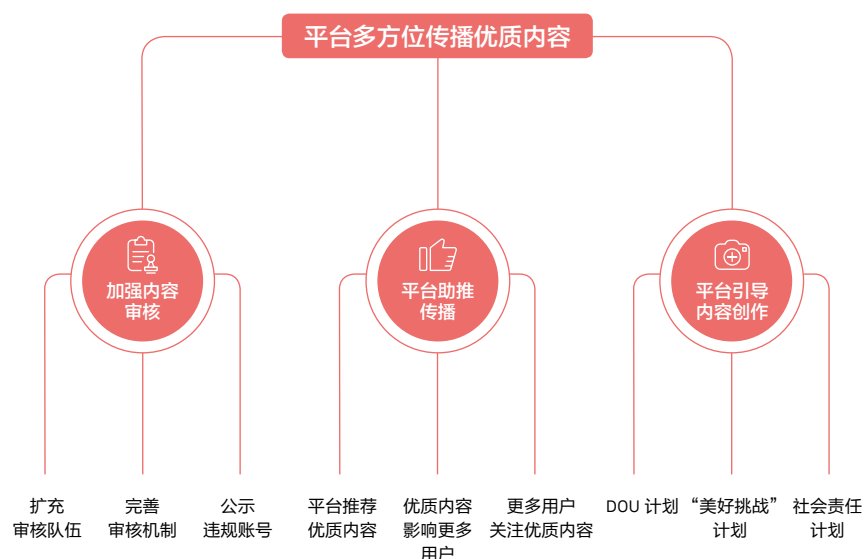 平台多方位传播优质内容
加强内容
审核
平台助推
传播
平台引导
内容创作
扩充
审核队伍
完善
审核机制
公示
违规账号
平台推荐
优质内容
优质内容
影响更多
用户
更多用户
关注优质内容
DOU 计划
“美好挑战”
计划
社会责任
计划